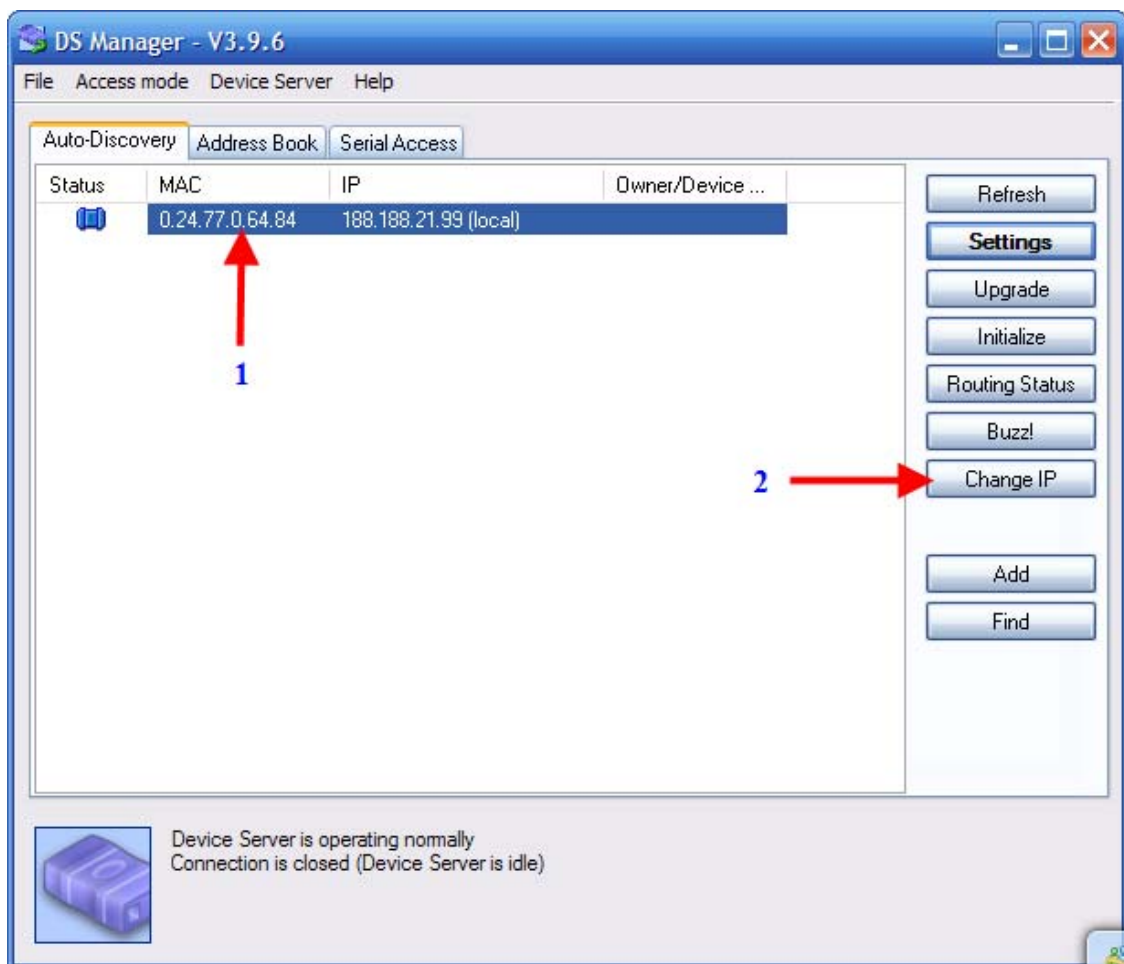 DS Manager - V3.9.6
File Access mode Device Server Help
Auto-Discovery Address Book Serial Access
Status MAC IP Owner/Device ...
0.24.77.0.64.84 188.188.21.99 (local)
1
Refresh
Settings
Upgrade
Initialize
Routing Status
Buzz!
2 Change IP
Add
Find
Device Server is operating normally
Connection is closed (Device Server is idle)